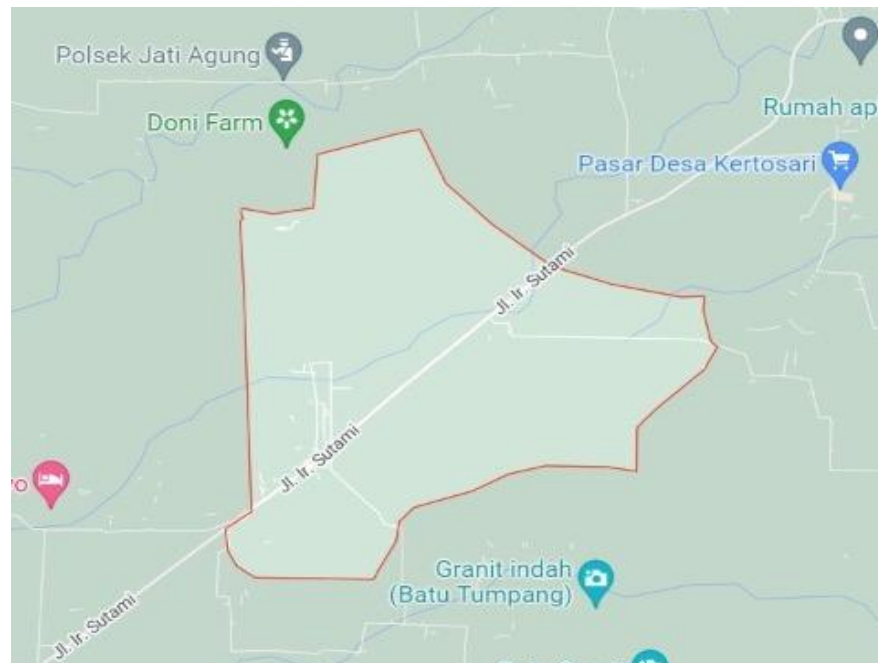 Polsek Jati Agung
Doni Farm
Rumah ap
Pasar Desa Kertosari
Jl. Ir. Sutami
Jl. Ir. Sutami
o
Granit indah
(Batu Tumpang)
Jl. Ir. Sutami